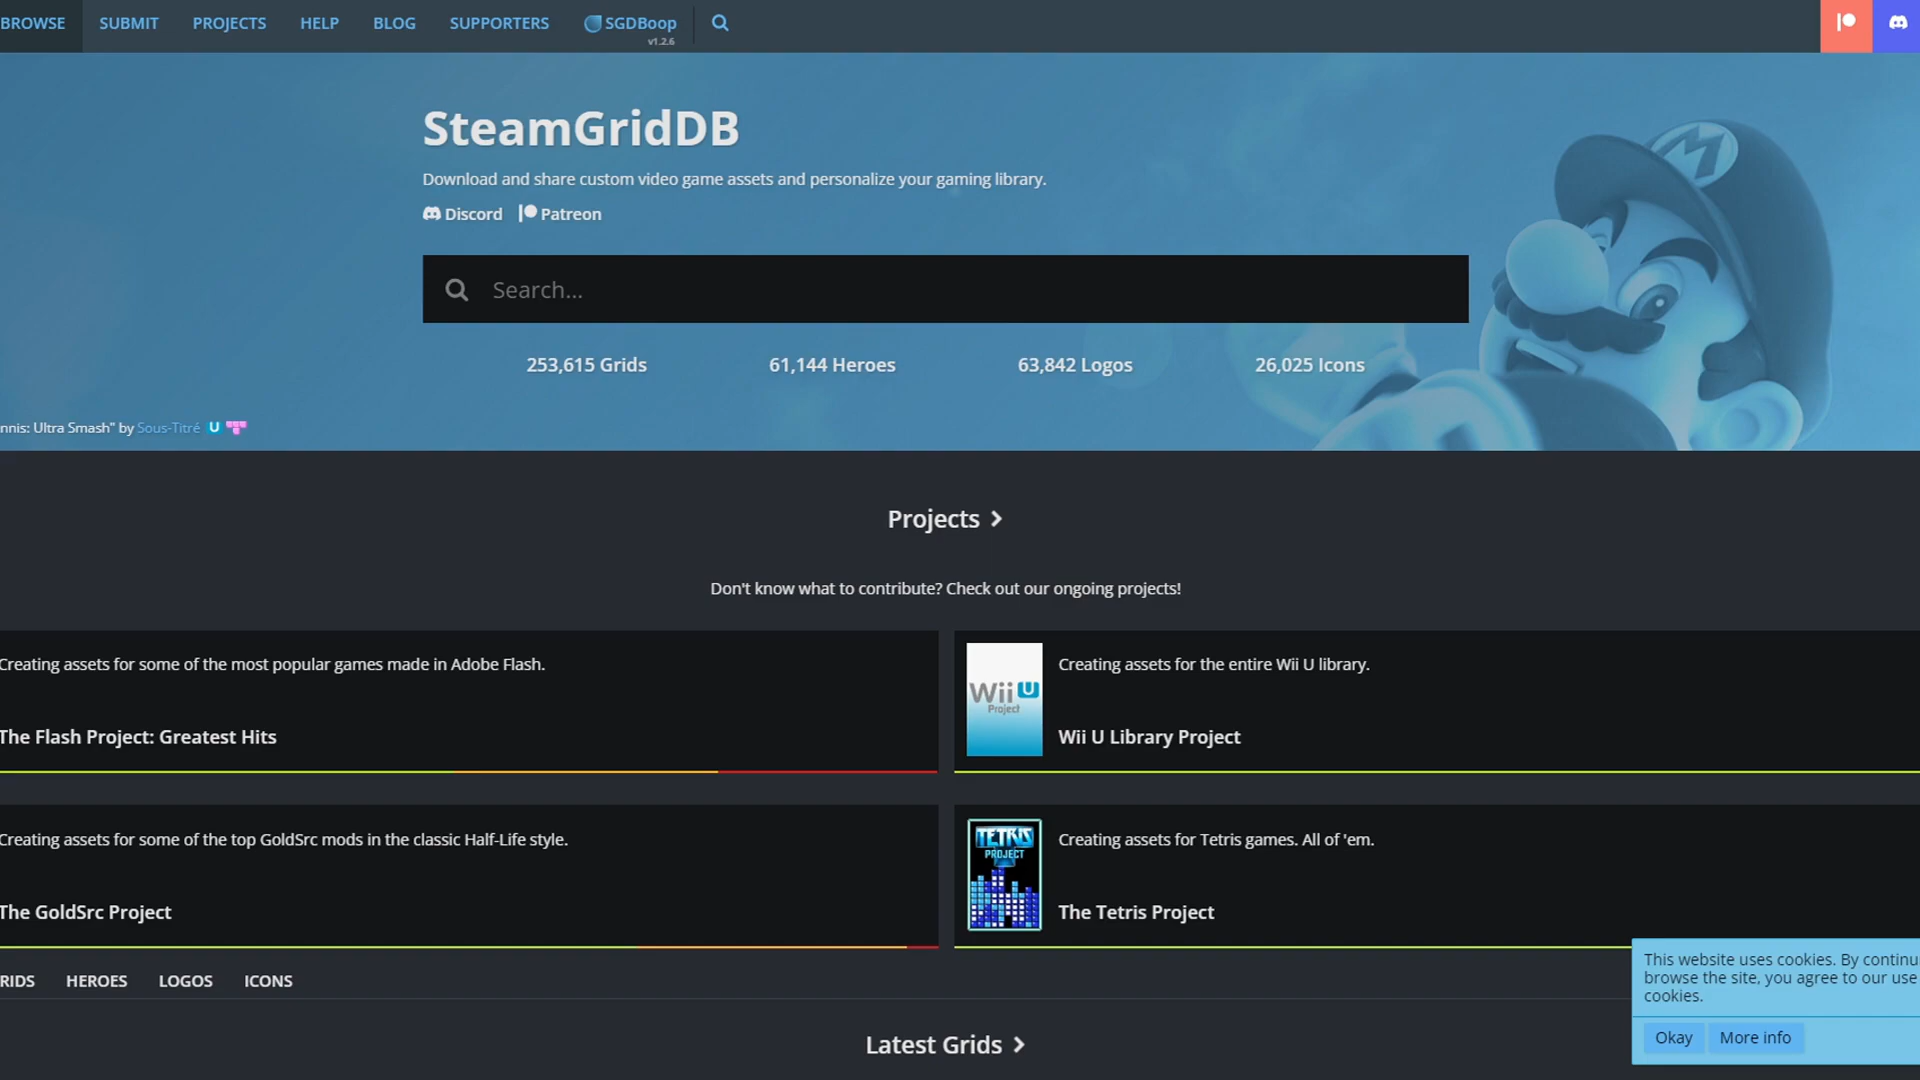 BROWSE SUBMIT PROJECTS HELP BLOG SUPPORTERS SGDBoop
v1.2.6
SteamGridDB
Download and share custom video game assets and personalize your gaming library.
Discord Patreon
Search...
253,615 Grids 61,144 Heroes 63,842 Logos 26,025 Icons
nnis: Ultra Smash" by Sous-Titré U
M
Projects
Don't know what to contribute? Check out our ongoing projects!
Creating assets for some of the most popular games made in Adobe Flash.
The Flash Project: Greatest Hits
Wii U
Project
Creating assets for the entire Wii U library.
Wii U Library Project
Creating assets for some of the top GoldSrc mods in the classic Half-Life style.
The GoldSrc Project
TETRIS
PROJECT
Creating assets for Tetris games. All of 'em.
The Tetris Project
RIDS HEROES LOGOS ICONS
Latest Grids
This website uses cookies. By continu
browse the site, you agree to our use
cookies.
Okay More info